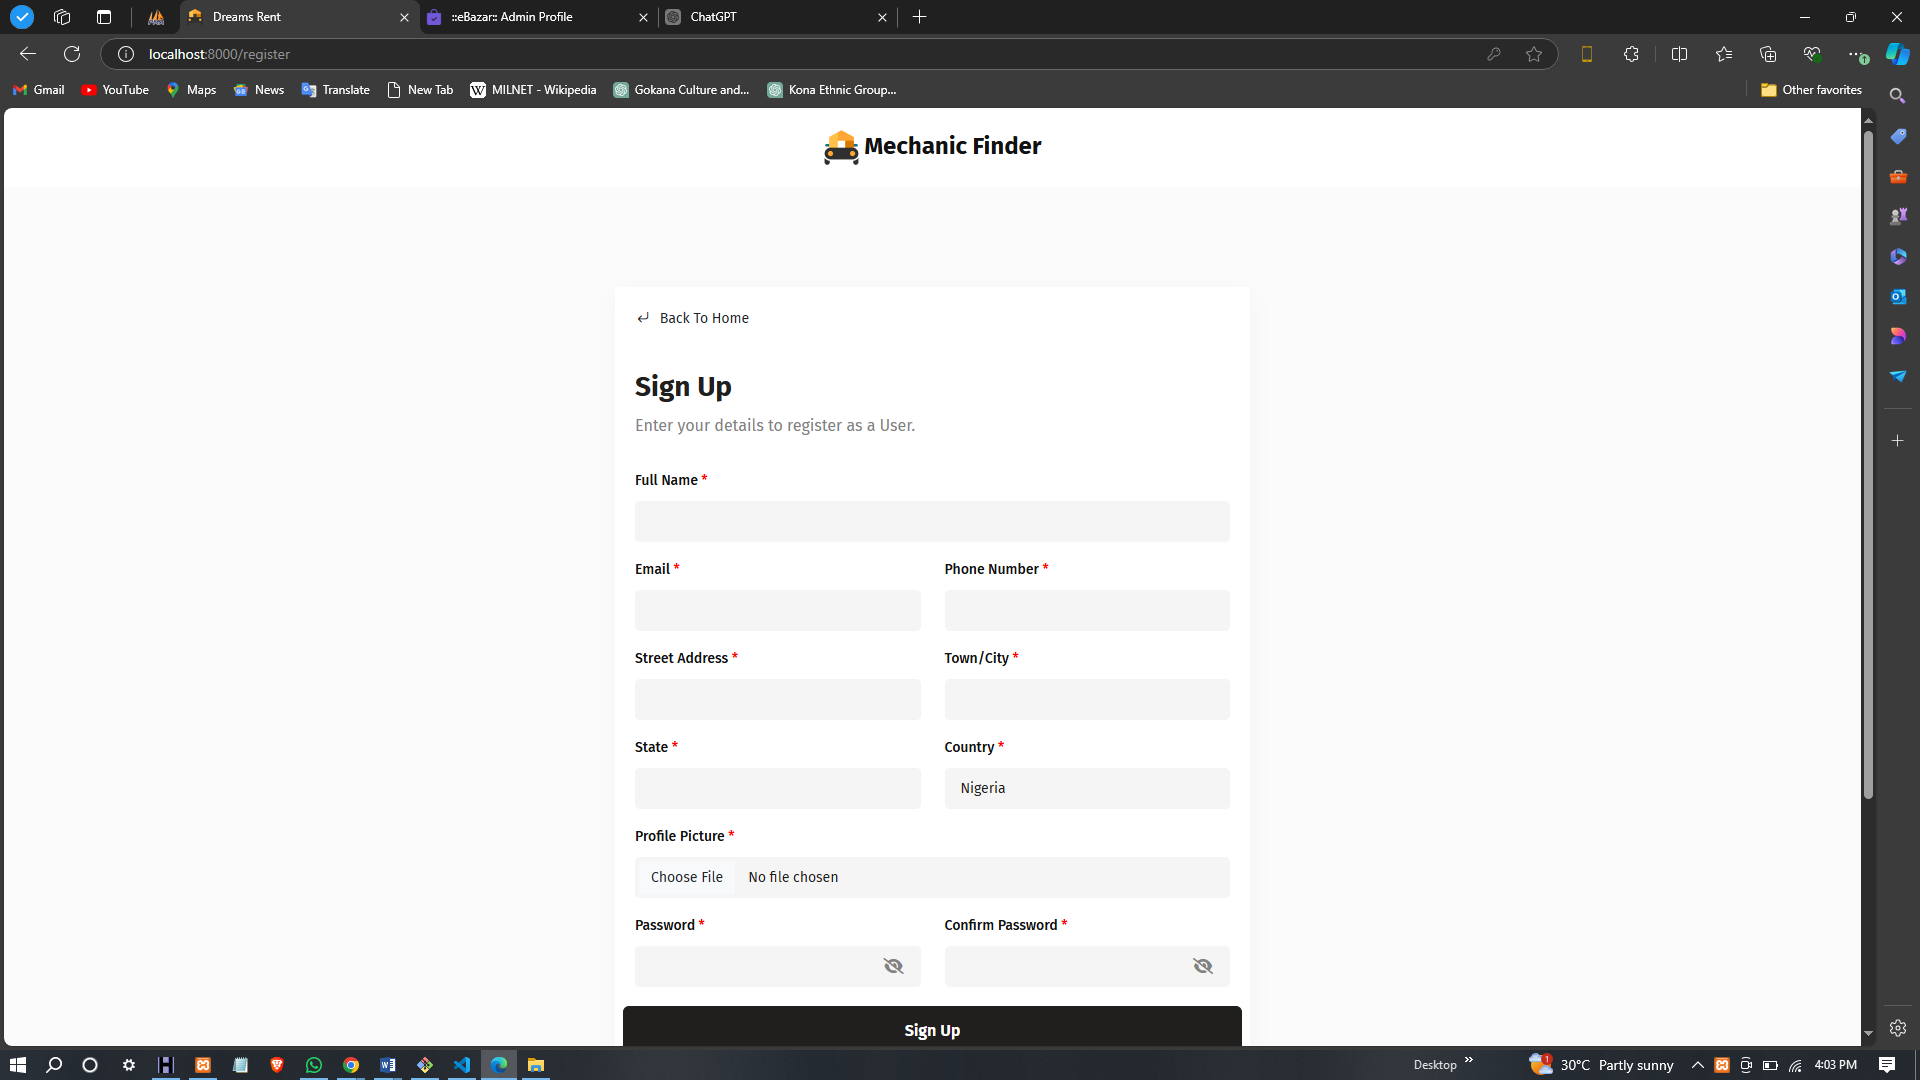 Dreams Rent
::eBazar:: Admin Profile
ChatGPT
localhost:8000/register
Gmail
YouTube
Maps
News
Translate
New Tab
MILNET - Wikipedia
Gokana Culture and...
Kona Ethnic Group...
Other favorites
Mechanic Finder
Back To Home
Sign Up
Enter your details to register as a User.
Full Name *
Email *
Phone Number *
Street Address *
Town/City *
State *
Country *
Nigeria
Profile Picture *
Choose File No file chosen
Password *
Confirm Password *
Sign Up
Desktop
30°C Partly sunny
4:03 PM